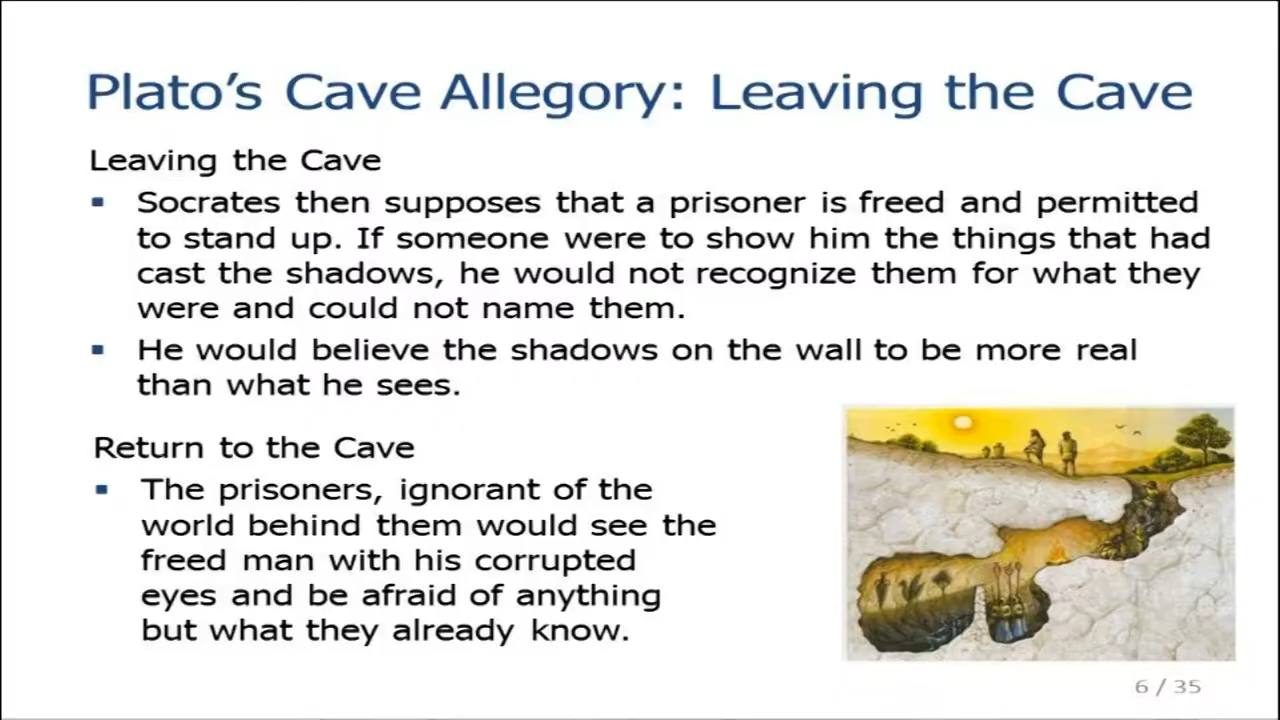 Plato’s Cave Allegory: Leaving the Cave
Leaving the Cave
▪ Socrates then supposes that a prisoner is freed and permitted
to stand up. If someone were to show him the things that had
cast the shadows, he would not recognize them for what they
were and could not name them.
▪ He would believe the shadows on the wall to be more real
than what he sees.
Return to the Cave
▪ The prisoners, ignorant of the
world behind them would see the
freed man with his corrupted
eyes and be afraid of anything
but what they already know.
6 / 35